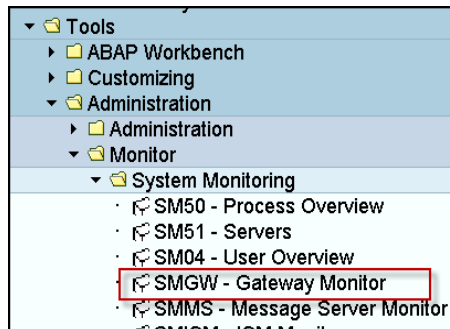 Tools
ABAP Workbench
Customizing
Administration
Administration
Monitor
System Monitoring
SM50 - Process Overview
SM51 - Servers
SM04 - User Overview
SMGW - Gateway Monitor
SMMS - Message Server Monitor